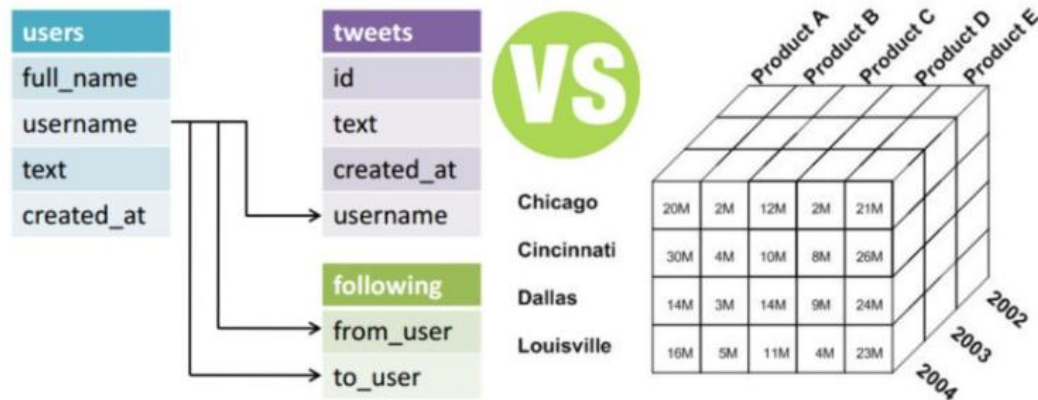 users
full_name
username
text
created_at
tweets
id
text
created_at
username
following
from_user
to_user
VS
Product A
Product B
Product C
Product D
Product E
Chicago
20M 2M 12M 2M 21M
Cincinnati
30M 4M 10M 8M 26M
Dallas
14M 3M 14M 9M 24M
Louisville
16M 5M 11M 4M 23M
2002
2003
2004